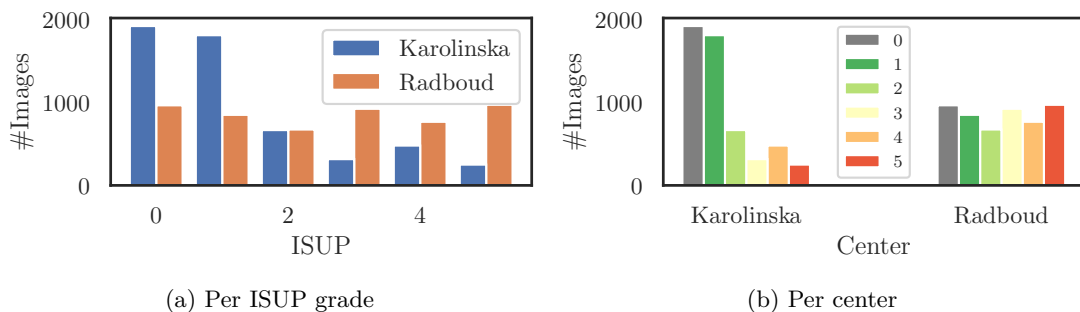 #Images
2000
1000
0
Karolinska
Radboud
0 2 4
ISUP
(a) Per ISUP grade
#Images
2000
1000
0
0
1
2
3
4
5
Karolinska Radboud
Center
(b) Per center